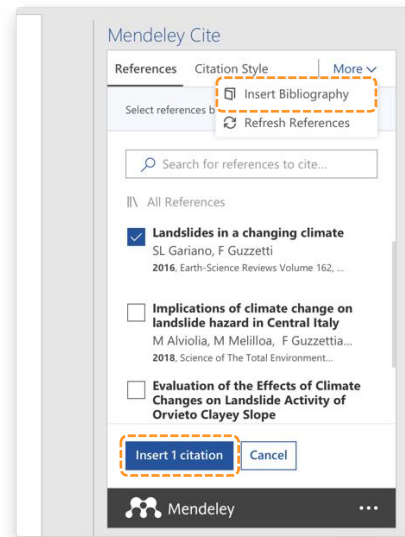 Mendeley Cite
References Citation Style More
Insert Bibliography
Select references b
Refresh References
Search for references to cite...
All References
Landslides in a changing climate
SL Gariano, F Guzzetti
2016, Earth-Science Reviews Volume 162, ...
Implications of climate change on
landslide hazard in Central Italy
M Alviolia, M Melilloa, F Guzzettia...
2018, Science of The Total Environment...
Evaluation of the Effects of Climate
Changes on Landslide Activity of
Orvieto Clayey Slope
Insert 1 citation Cancel
Mendeley ...